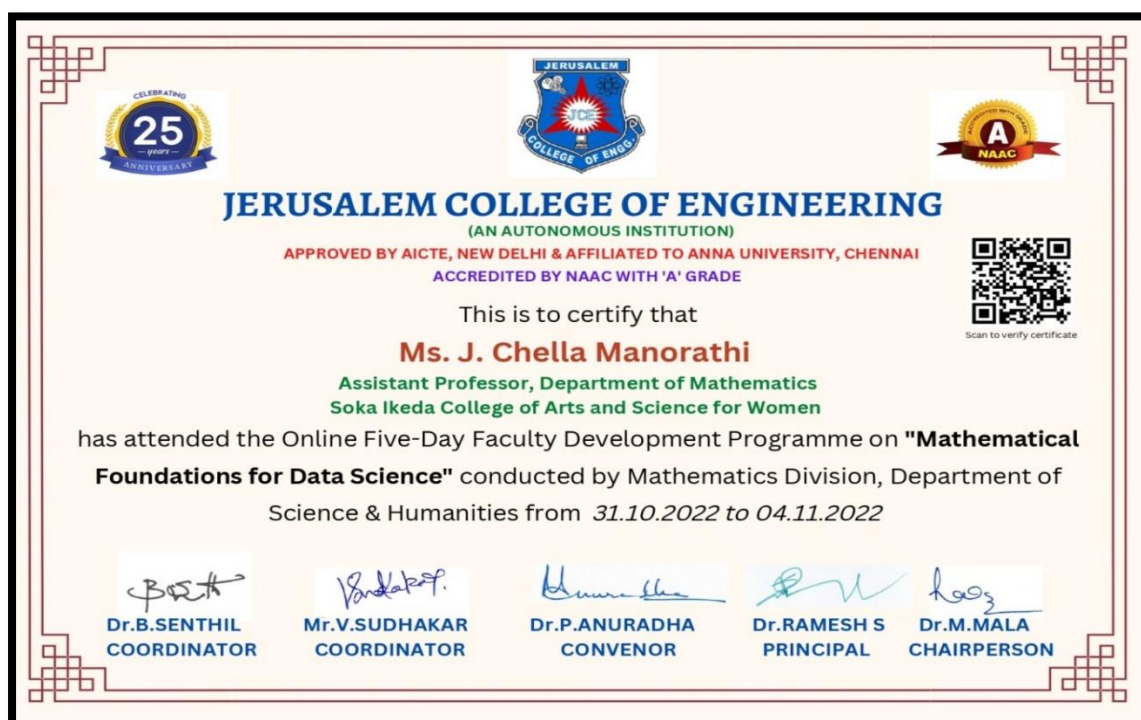 CELEBRATING
25
years
ANNIVERSARY
JERUSALEM
JCE
COLLEGE OF ENGG.
ACCREDITED WITH GRADE
A
NAAC
JERUSALEM COLLEGE OF ENGINEERING
(AN AUTONOMOUS INSTITUTION)
APPROVED BY AICTE, NEW DELHI & AFFILIATED TO ANNA UNIVERSITY, CHENNAI
ACCREDITED BY NAAC WITH 'A' GRADE
Scan to verify certificate
This is to certify that
Ms. J. Chella Manorathi
Assistant Professor, Department of Mathematics
Soka Ikeda College of Arts and Science for Women
has attended the Online Five-Day Faculty Development Programme on "Mathematical
Foundations for Data Science" conducted by Mathematics Division, Department of
Science & Humanities from 31.10.2022 to 04.11.2022
Dr.B.SENTHIL Mr.V.SUDHAKAR Dr.P.ANURADHA Dr.RAMESH S Dr.M.MALA
COORDINATOR COORDINATOR CONVENOR PRINCIPAL CHAIRPERSON